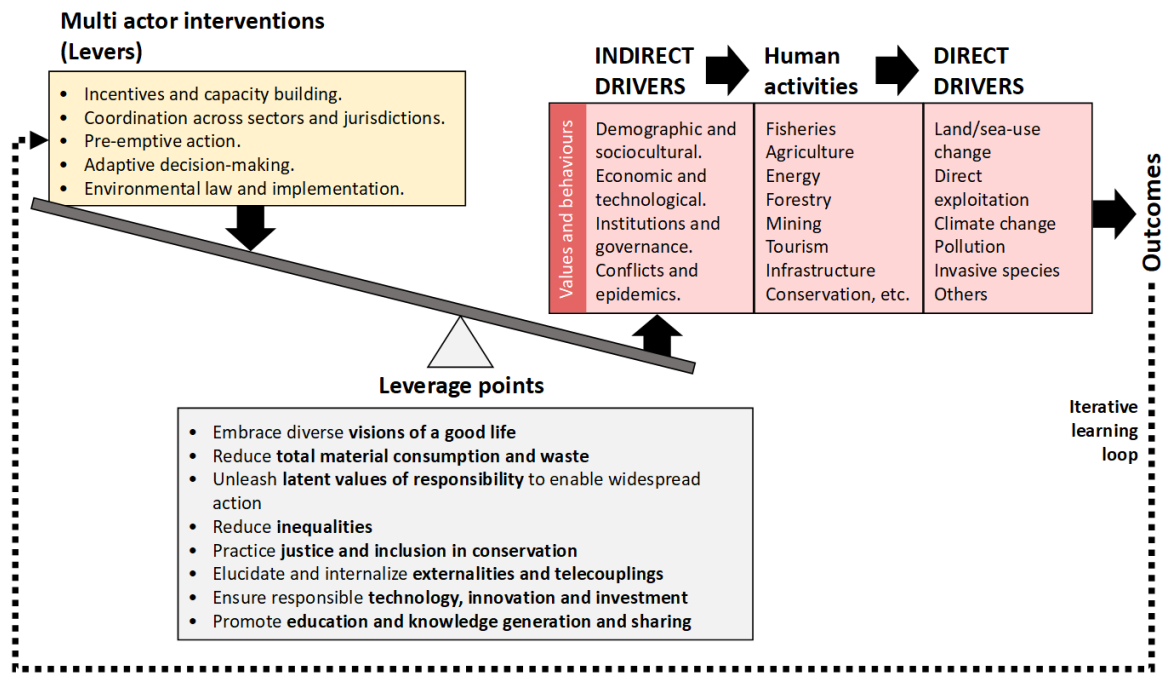 Multi actor interventions
(Levers)
• Incentives and capacity building.
• Coordination across sectors and jurisdictions.
• Pre-emptive action.
• Adaptive decision-making.
• Environmental law and implementation.
INDIRECT
DRIVERS
Human
activities
DIRECT
DRIVERS
Values and behaviours
Demographic and
sociocultural.
Economic and
technological.
Institutions and
governance.
Conflicts and
epidemics.
Fisheries
Agriculture
Energy
Forestry
Mining
Tourism
Infrastructure
Conservation, etc.
Land/sea-use
change
Direct
exploitation
Climate change
Pollution
Invasive species
Others
Outcomes
Leverage points
• Embrace diverse visions of a good life
• Reduce total material consumption and waste
• Unleash latent values of responsibility to enable widespread
action
• Reduce inequalities
• Practice justice and inclusion in conservation
• Elucidate and internalize externalities and telecouplings
• Ensure responsible technology, innovation and investment
• Promote education and knowledge generation and sharing
Iterative
learning
loop